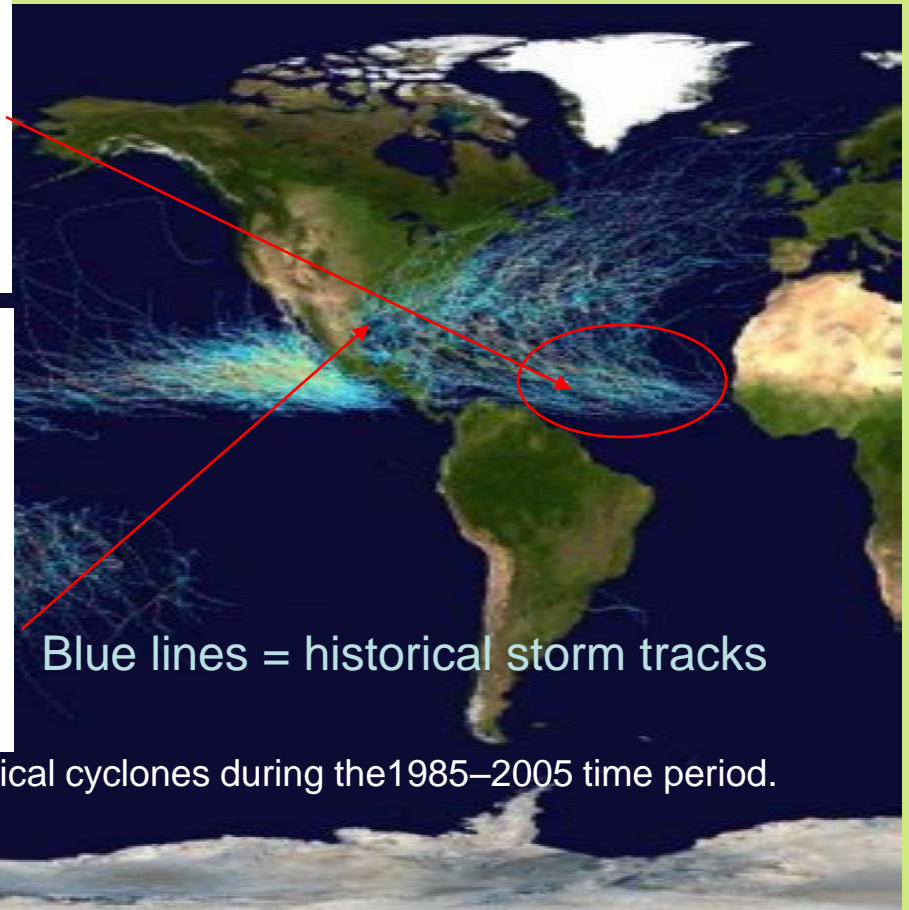 Blue lines = historical storm tracks
ical cyclones during the1985–2005 time period.